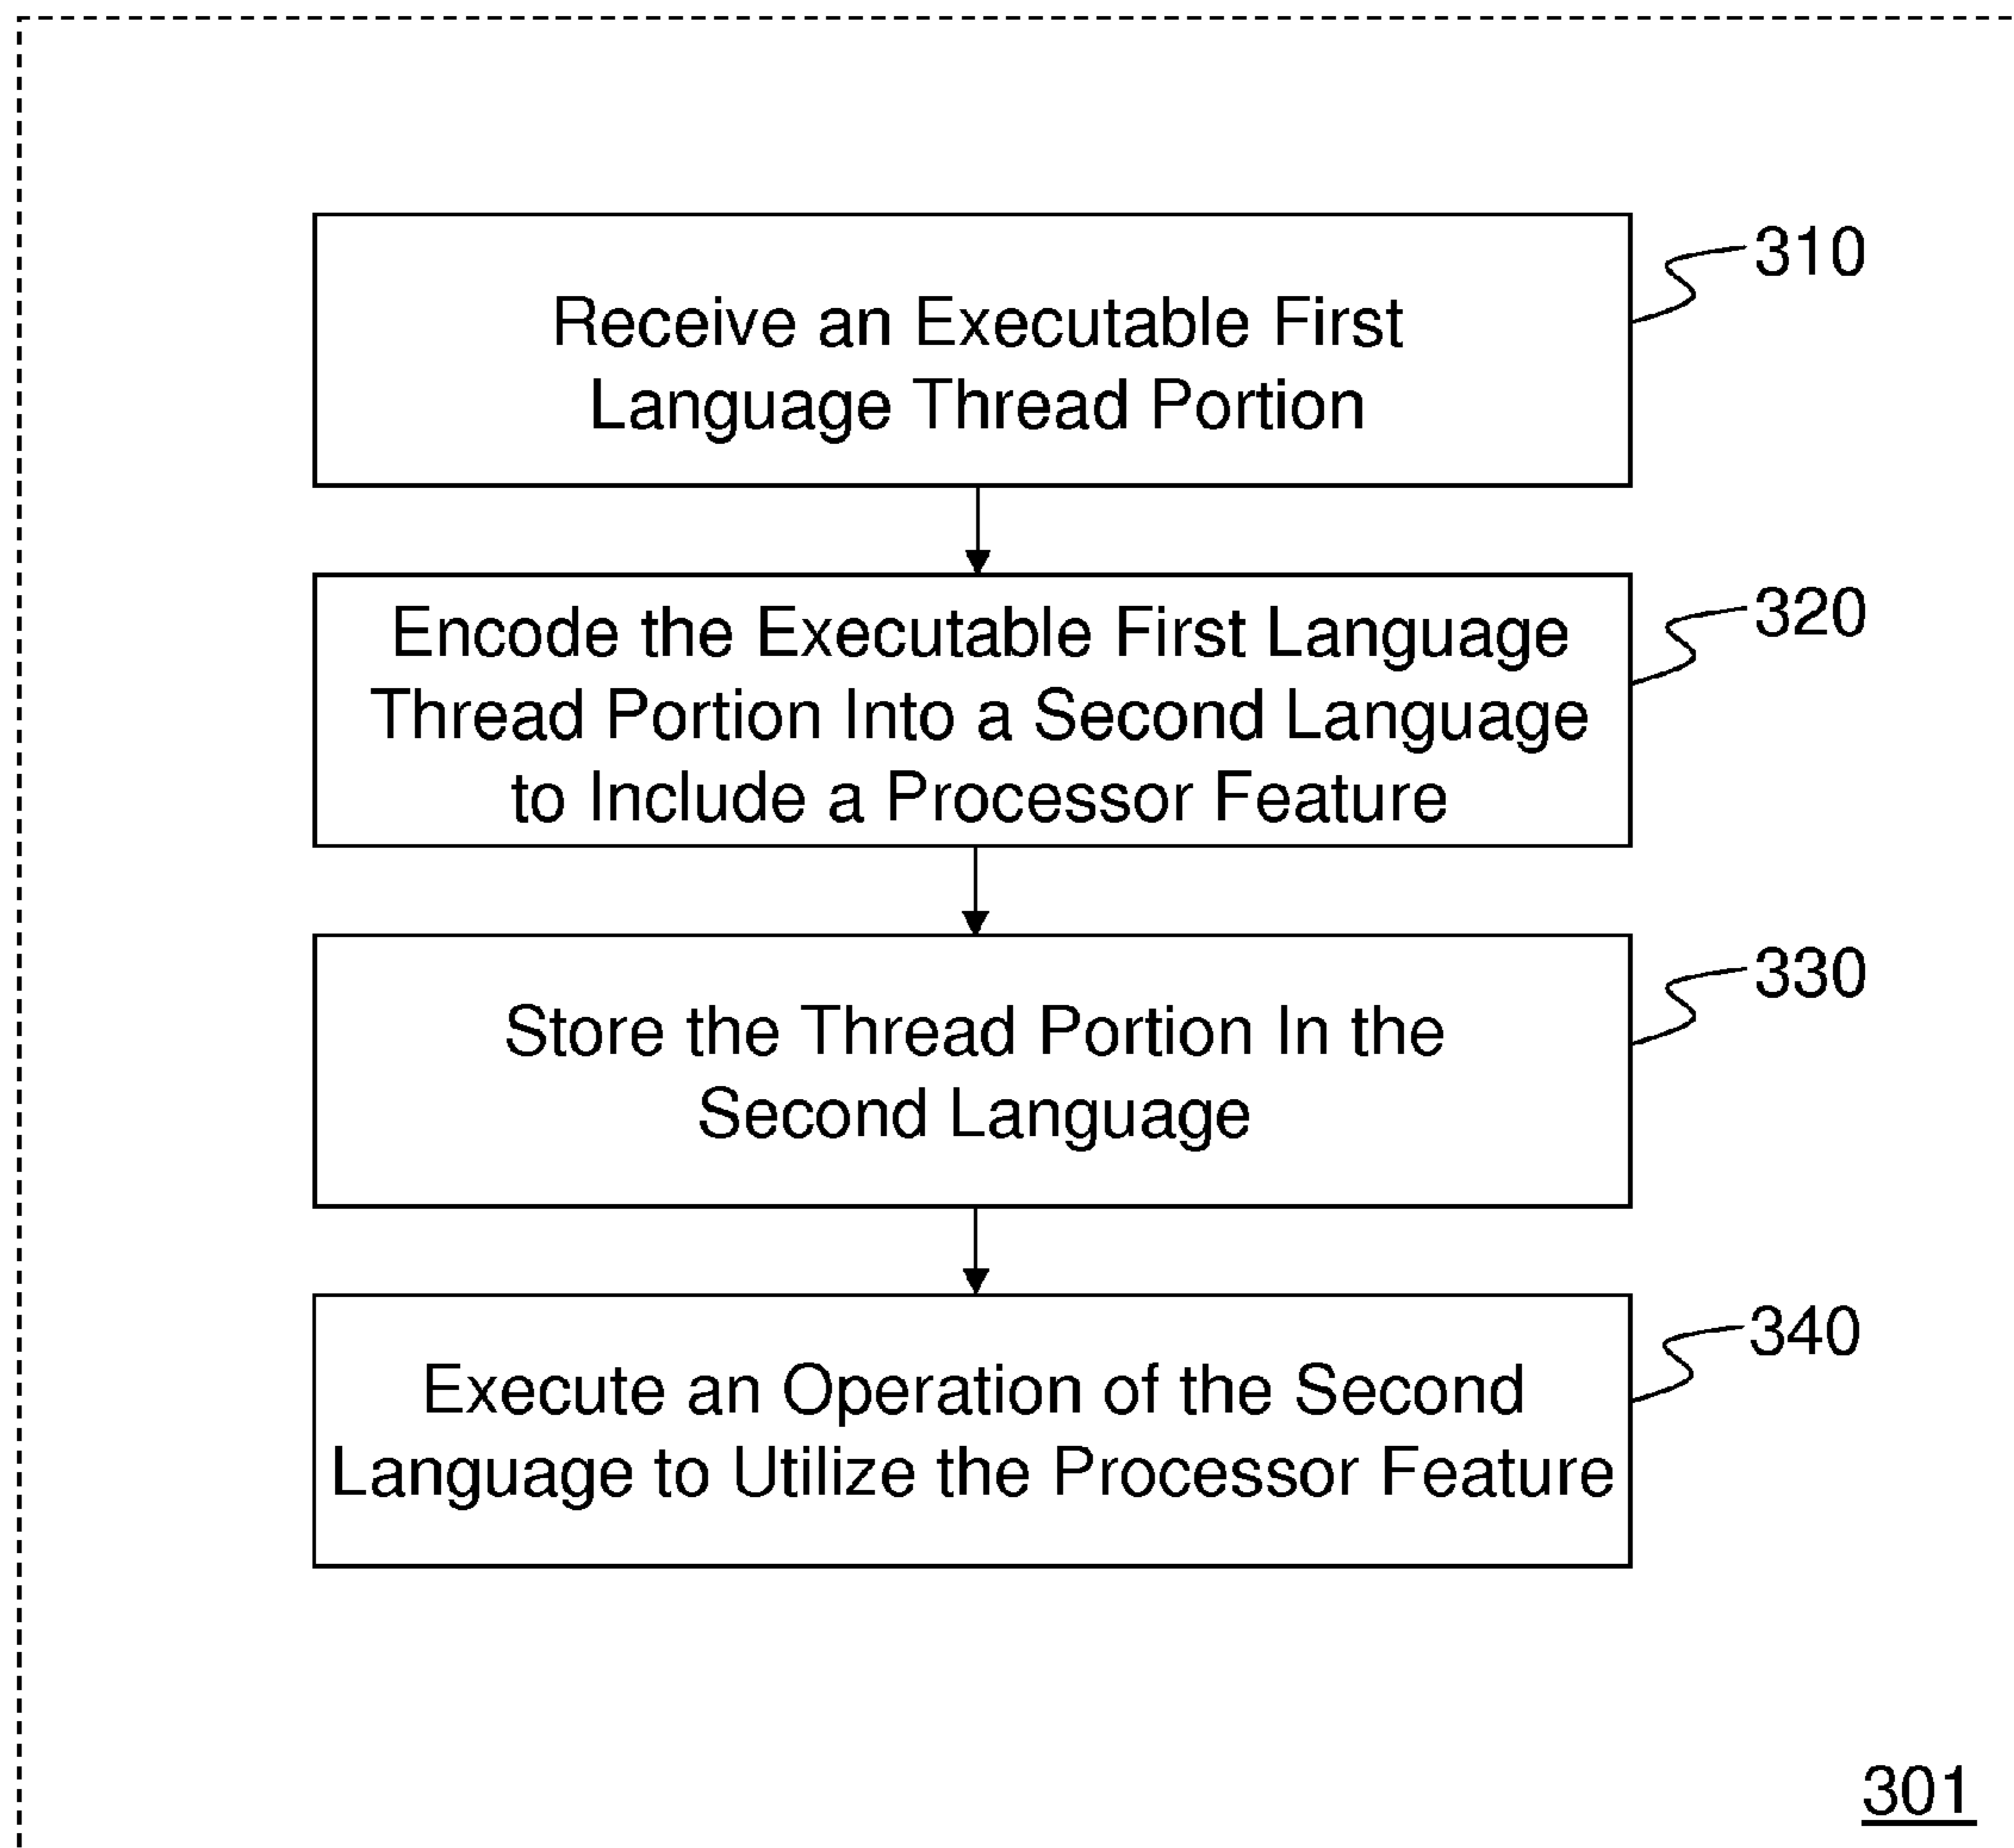 Receive an Executable First
Language Thread Portion
310
Encode the Executable First Language
Thread Portion Into a Second Language
to Include a Processor Feature
320
Store the Thread Portion In the
Second Language
330
Execute an Operation of the Second
Language to Utilize the Processor Feature
340
301